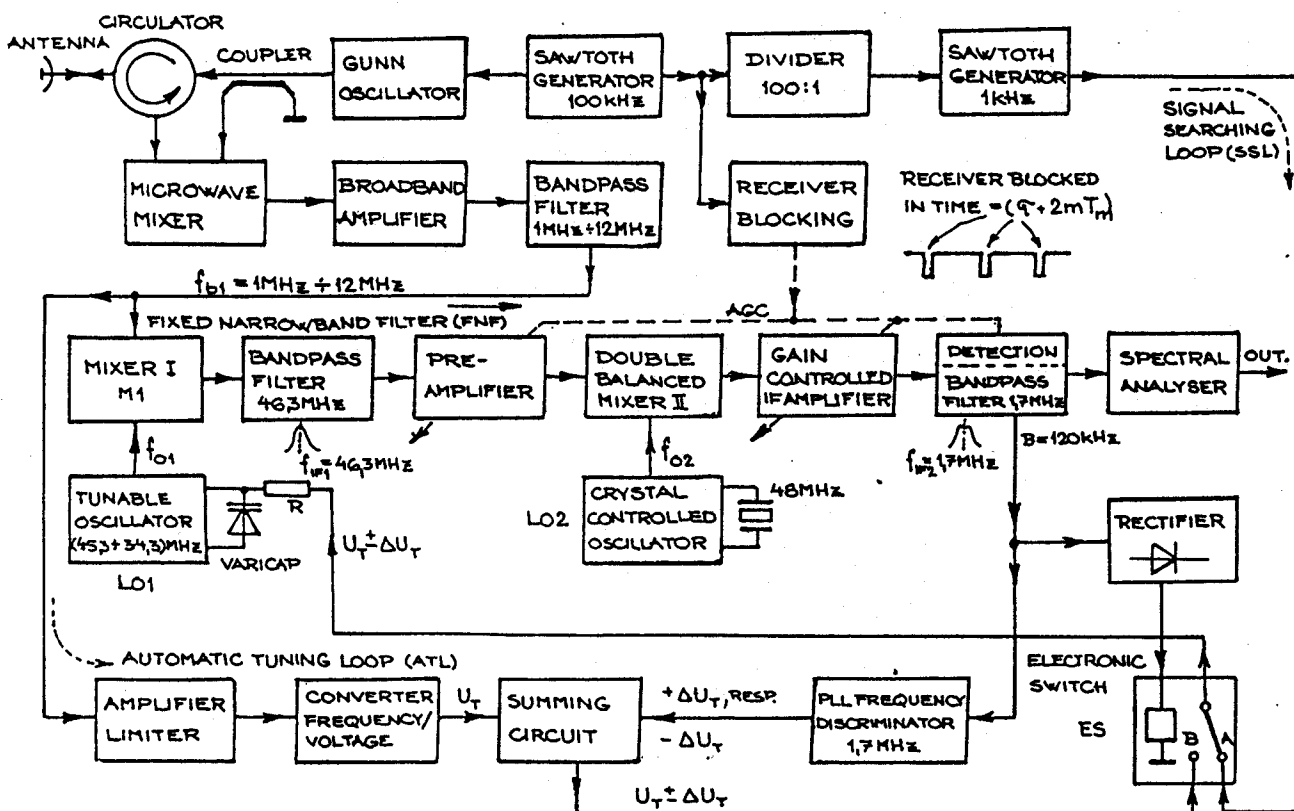 CIRCULATOR
ANTENNA
COUPLER
GUNN
OSCILLATOR
SAWTOTH
GENERATOR
100kHz
DIVIDER
100:1
SAWTOTH
GENERATOR
1kHz
SIGNAL
SEARCHING
LOOP (SSL)
MICROWAVE
MIXER
BROADBAND
AMPLIFIER
BANDPASS
FILTER
1MHz÷12MHz
RECEIVER
BLOCKING
RECEIVER BLOCKED
IN TIME = (τ+2mTm)
fb1 = 1MHz ÷ 12MHz
FIXED NARROWBAND FILTER (FNF)
AGC
MIXER I
M1
BANDPASS
FILTER
46,3MHz
PRE-
AMPLIFIER
DOUBLE
BALANCED
MIXER II
GAIN
CONTROLLED
IF AMPLIFIER
DETECTION
BANDPASS
FILTER 1,7MHz
SPECTRAL
ANALYSER
OUT.
fo1
fIF1 = 46,3MHz
fo2
fIF2 = 1,7MHz
B = 120kHz
TUNABLE
OSCILLATOR
(45,3÷34,3)MHz
LO1
R
VARICAP
UT ± ΔUT
LO2
CRYSTAL
CONTROLLED
OSCILLATOR
48MHz
RECTIFIER
AUTOMATIC TUNING LOOP (ATL)
ELECTRONIC
SWITCH
ES
B
A
AMPLIFIER
LIMITER
CONVERTER
FREQUENCY/
VOLTAGE
UT
SUMMING
CIRCUIT
+ΔUT, RESP.
-ΔUT
PLL FREQUENCY
DISCRIMINATOR
1,7MHz
UT ± ΔUT